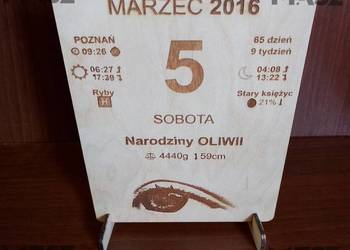 MARZEC 2016
POZNAŃ
09:26
65 dzień
9 tydzień
06:27
17:39
04:08
13:22
5
Ryby
Stary księżyc
21%
SOBOTA
Narodziny OLIWII
4440g 59cm